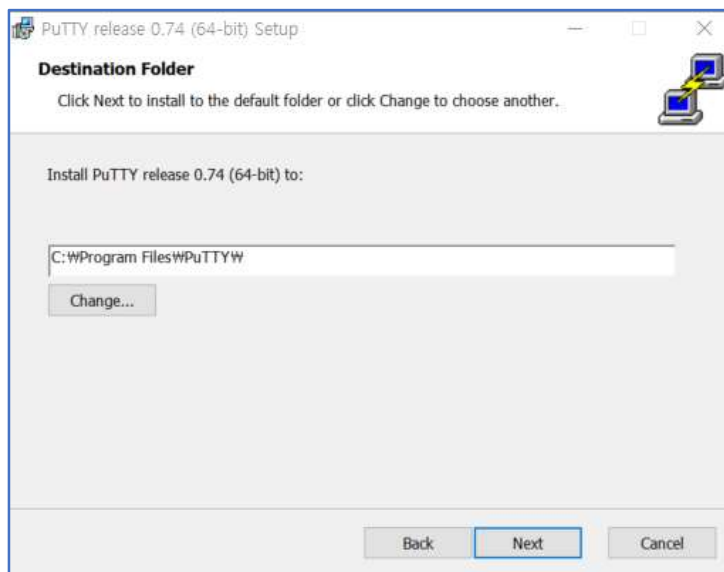 PuTTY release 0.74 (64-bit) Setup
Destination Folder
Click Next to install to the default folder or click Change to choose another.
Install PuTTY release 0.74 (64-bit) to:
C:₩Program Files₩PuTTY₩
Change...
Back Next Cancel